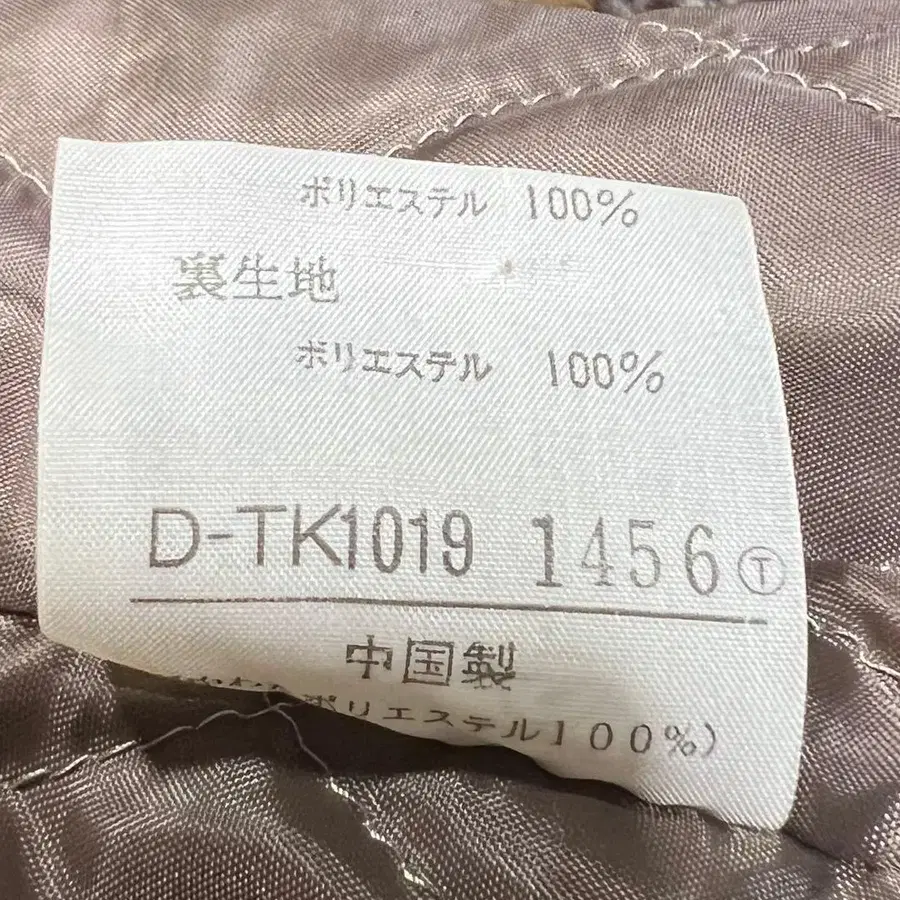 ポリエステル 100%
裏生地
ポリエステル 100%
D-TK1019 1456 Ⓣ
中国製
ポリエステル100%)